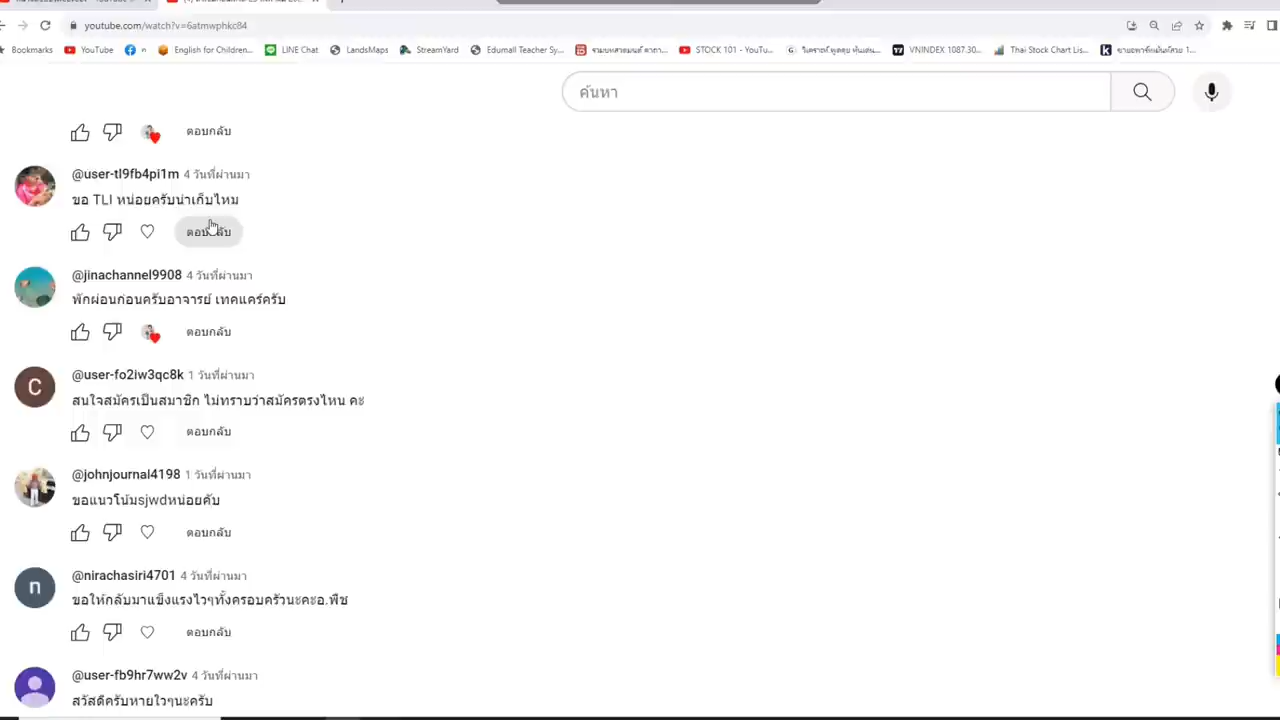 youtube.com/watch?v=6atmwphkc84
Bookmarks YouTube n English for Children... LINE Chat LandsMaps StreamYard Edumall Teacher Sy... STOCK 101 - YouTu... VNINDEX 1087.30... Thai Stock Chart Lis...
ค้นหา
ตอบกลับ
@user-tl9fb4pi1m 4 วันที่ผ่านมา
ขอ TLI หน่อยครับน่าเก็บไหม
ตอบกลับ
@jinachannel9908 4 วันที่ผ่านมา
พักผ่อนก่อนครับอาจารย์ เทคแคร์ครับ
ตอบกลับ
C
@user-fo2iw3qc8k 1 วันที่ผ่านมา
สนใจสมัครเป็นสมาชิก ไม่ทราบว่าสมัครตรงไหน คะ
ตอบกลับ
@johnjournal4198 1 วันที่ผ่านมา
ขอแนวโน้มsjwdหน่อยคับ
ตอบกลับ
n
@nirachasiri4701 4 วันที่ผ่านมา
ขอให้กลับมาแข็งแรงไวๆทั้งครอบครัวนะคะอ.พืช
ตอบกลับ
@user-fb9hr7ww2v 4 วันที่ผ่านมา
สวัสดีครับหายไวๆนะครับ